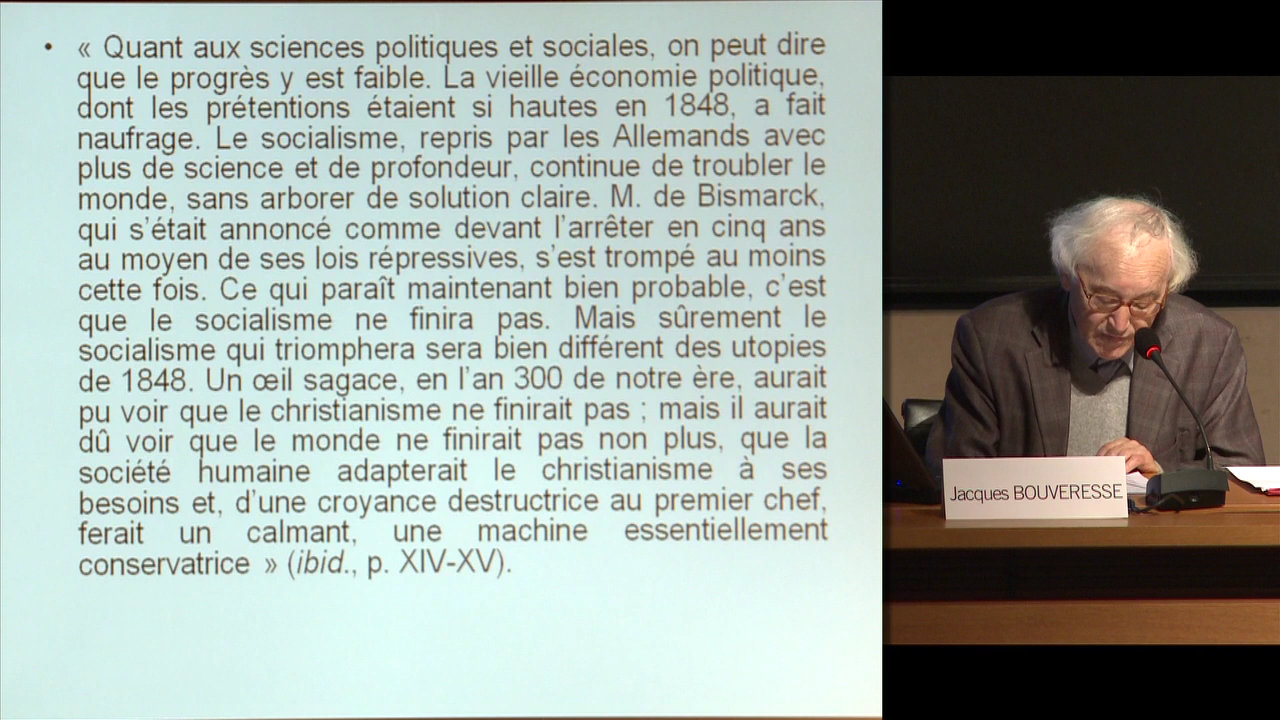 • « Quant aux sciences politiques et sociales, on peut dire
que le progrès y est faible. La vieille économie politique,
dont les prétentions étaient si hautes en 1848, a fait
naufrage. Le socialisme, repris par les Allemands avec
plus de science et de profondeur, continue de troubler le
monde, sans arborer de solution claire. M. de Bismarck,
qui s’était annoncé comme devant l’arrêter en cinq ans
au moyen de ses lois répressives, s’est trompé au moins
cette fois. Ce qui paraît maintenant bien probable, c’est
que le socialisme ne finira pas. Mais sûrement le
socialisme qui triomphera sera bien différent des utopies
de 1848. Un œil sagace, en l’an 300 de notre ère, aurait
pu voir que le christianisme ne finirait pas ; mais il aurait
dû voir que le monde ne finirait pas non plus, que la
société humaine adapterait le christianisme à ses
besoins et, d’une croyance destructrice au premier chef,
ferait un calmant, une machine essentiellement
conservatrice » (ibid., p. XIV-XV).
Jacques BOUVERESSE